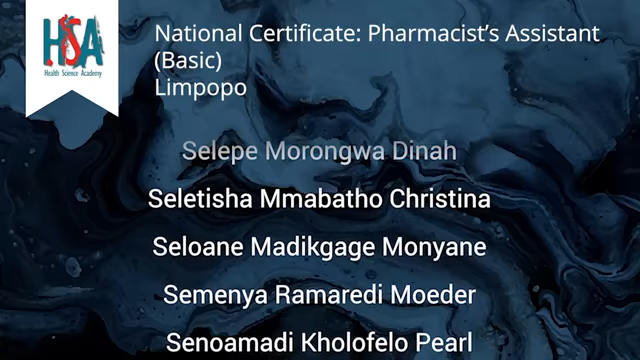 HSA
Health Science Academy
National Certificate: Pharmacist’s Assistant
(Basic)
Limpopo
Selepe Morongwa Dinah
Seletisha Mmabatho Christina
Seloane Madikgage Monyane
Semenya Ramaredi Moeder
Senoamadi Kholofelo Pearl